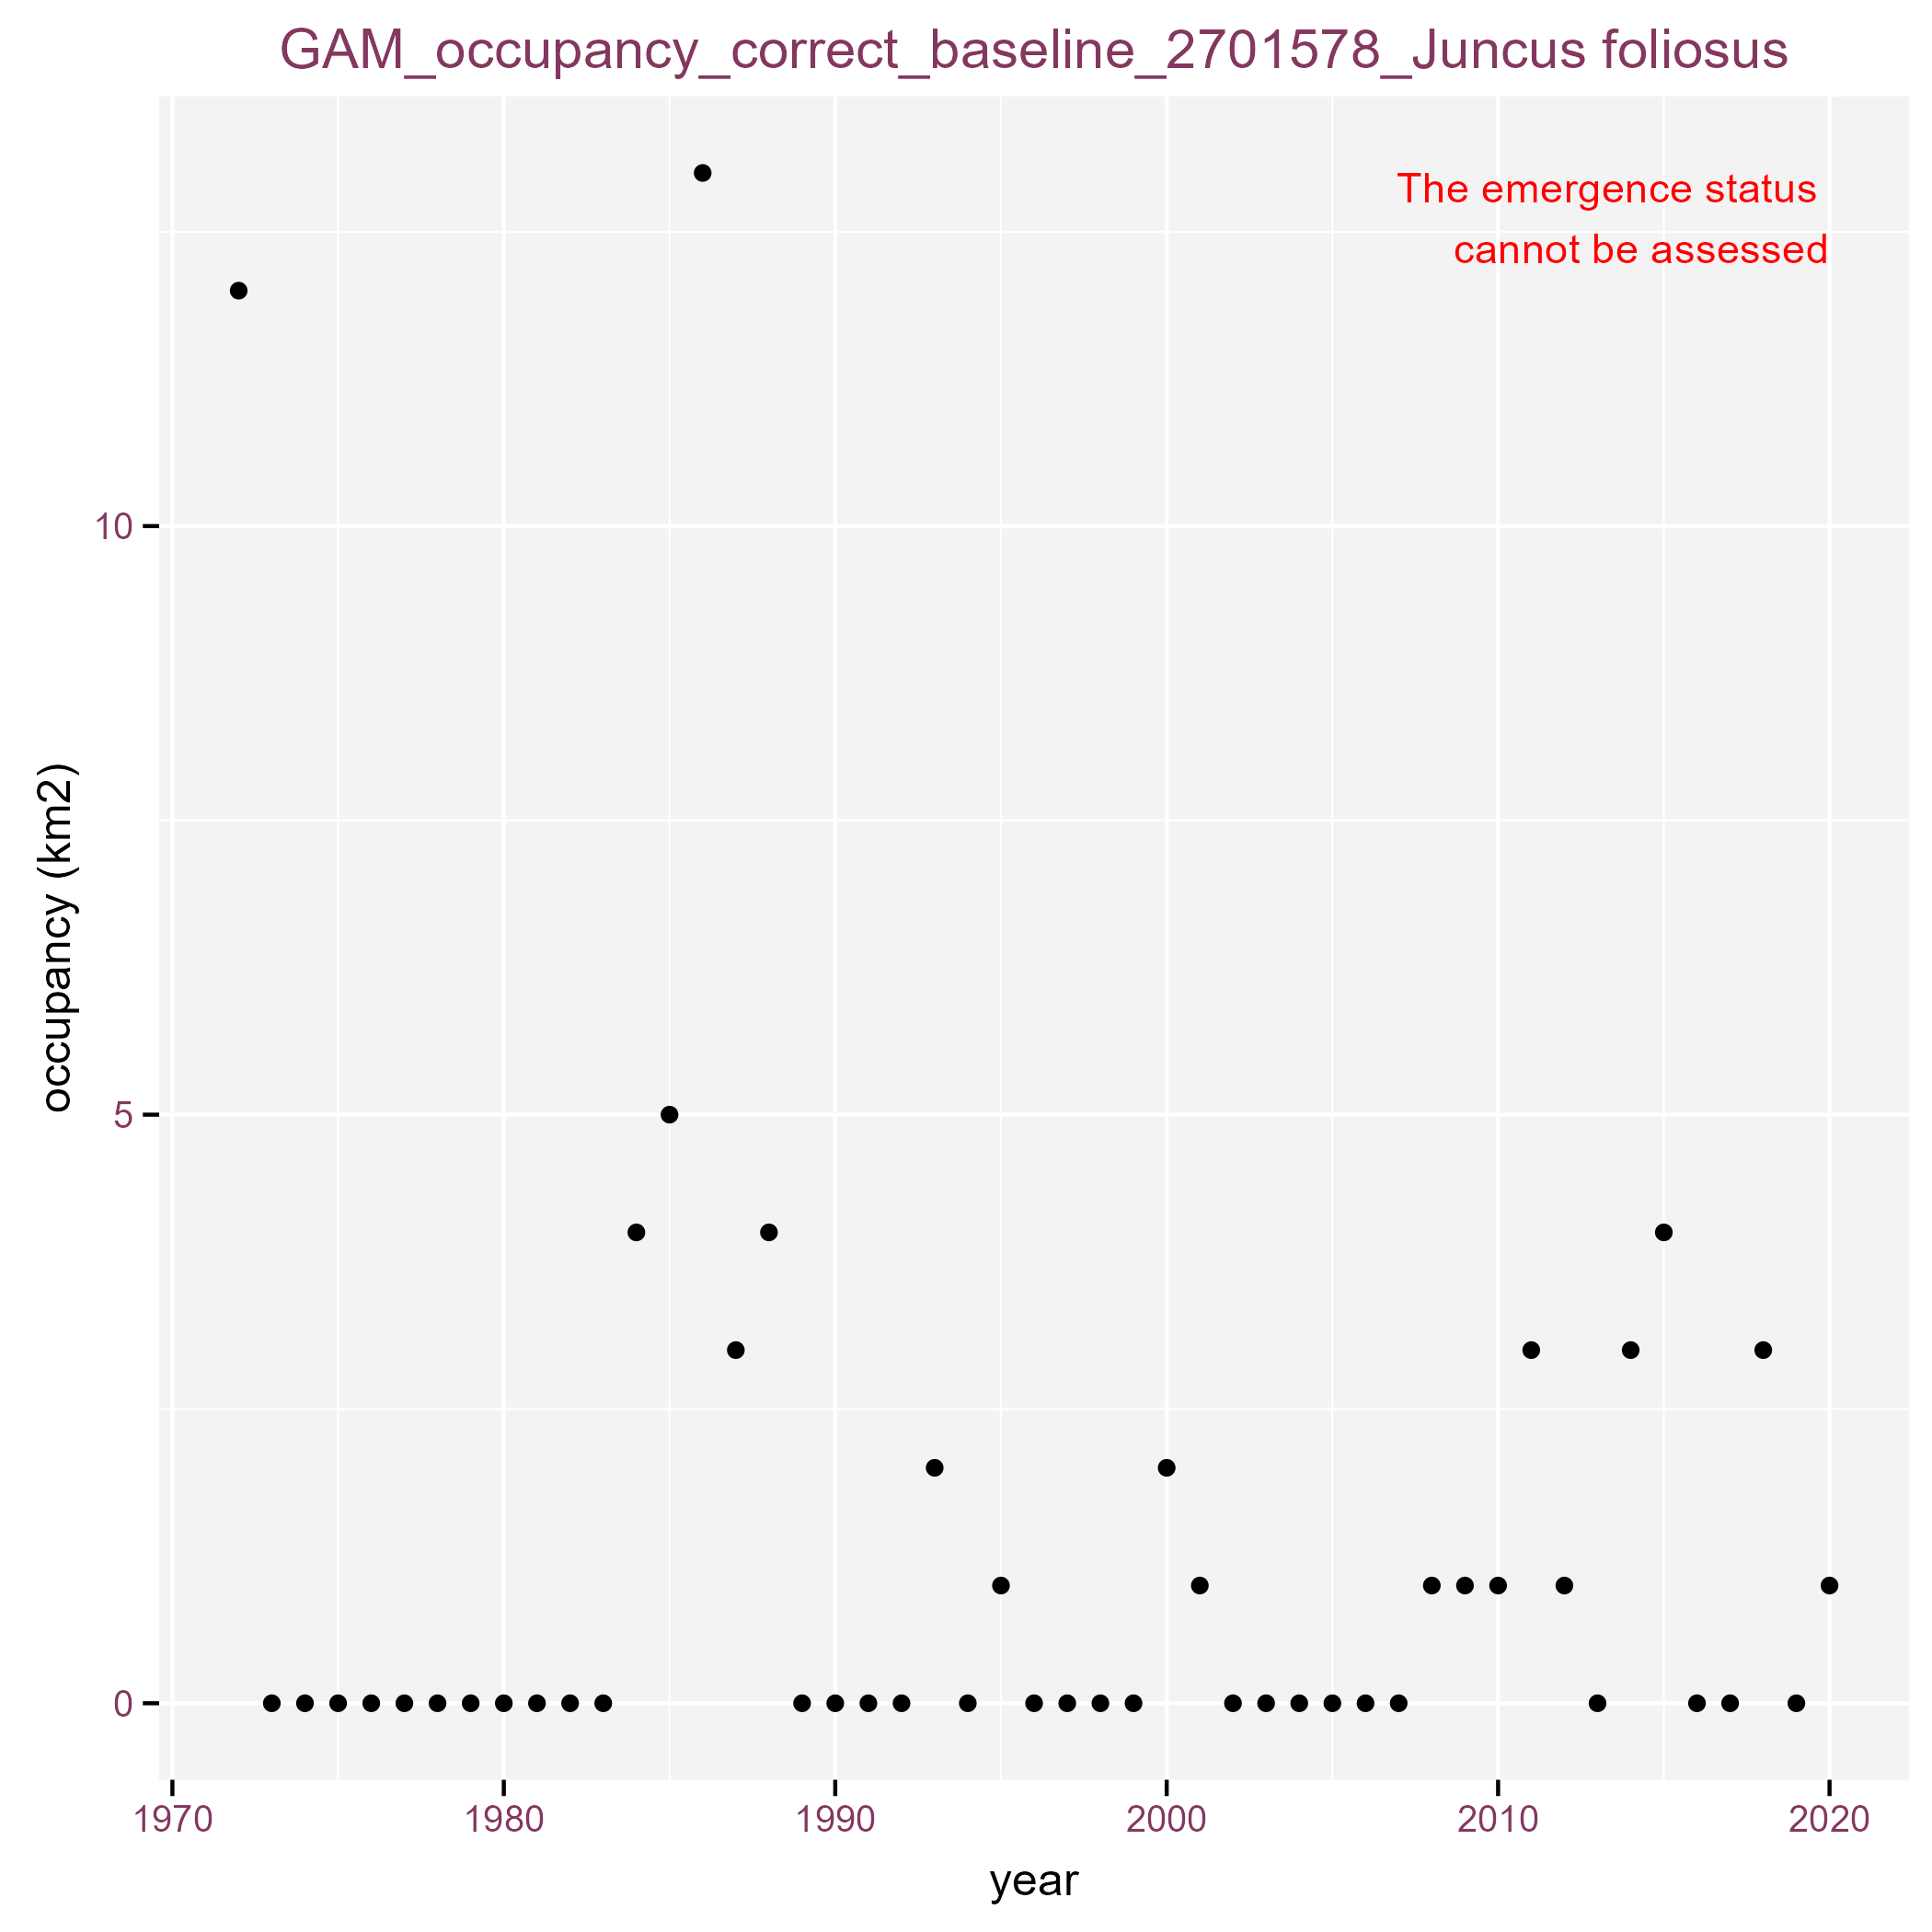 GAM_occupancy_correct_baseline_2701578_Juncus foliosus
The emergence status
cannot be assessed
occupancy (km2)
10
5
0
1970 1980 1990 2000 2010 2020
year